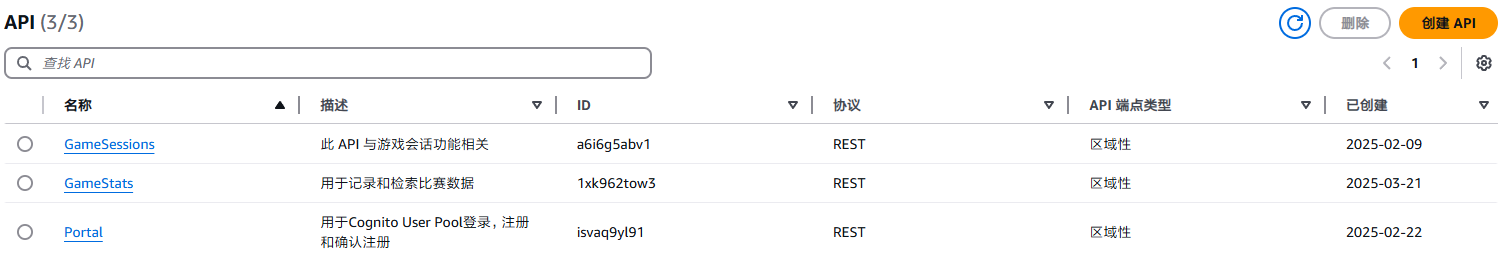 API (3/3)
删除
创建 API
查找 API
1
名称 描述 ID 协议 API 端点类型 已创建
GameSessions 此 API 与游戏会话功能相关 a6i6g5abv1 REST 区域性 2025-02-09
GameStats 用于记录和检索比赛数据 1xk962tow3 REST 区域性 2025-03-21
Portal 用于Cognito User Pool登录，注册 isvaq9yl91 REST 区域性 2025-02-22
和确认注册